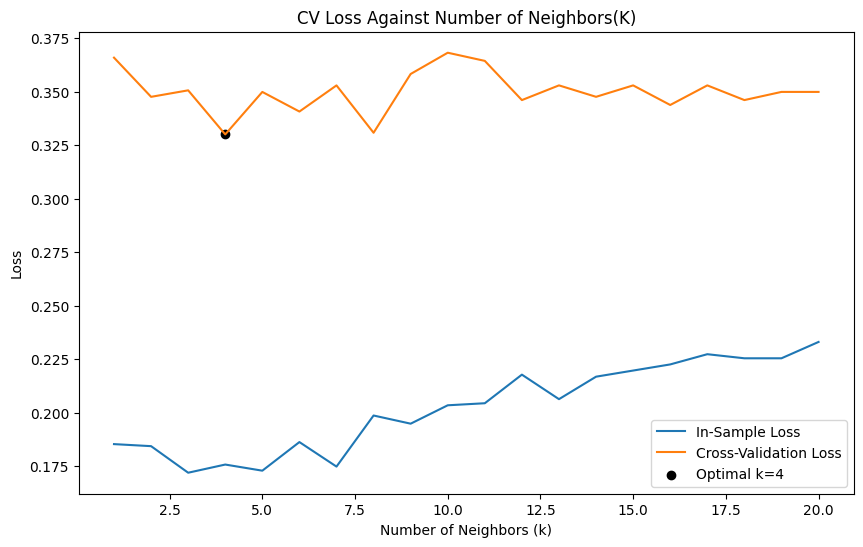 CV Loss Against Number of Neighbors(K)
0.375
0.350
0.325
0.300
0.275
0.250
0.225
0.200
0.175
Loss
2.5 5.0 7.5 10.0 12.5 15.0 17.5 20.0
Number of Neighbors (k)
In-Sample Loss
Cross-Validation Loss
Optimal k=4